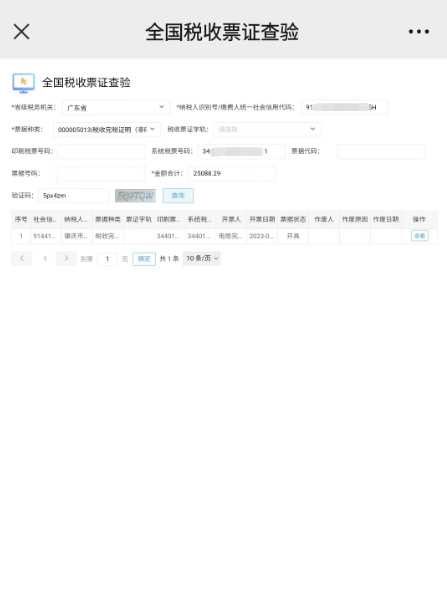 全国税收票证查验
全国税收票证查验
*省级税务机关： 广东省 *纳税人识别号/缴费人统一社会信用代码： 91 5H
*票据种类： 000005013|税收完税证明 税收票证字轨： 请选择
印刷税票号码： 系统税票号码： 34 1 票据代码：
票据号码： *金额合计： 25088.29
验证码： 5px4zm 查询
序号 社会信... 纳税人... 票据种类 票证字轨 印刷票... 系统税... 开票人 开票日期 票据状态 作废人 作废原因 作废日期 操作
1 91441... 肇庆市... 税收完... 34401... 34401... 电局完... 2023-0... 开具 查看
1 到第 1 页 确定 共 1 条 10 条/页